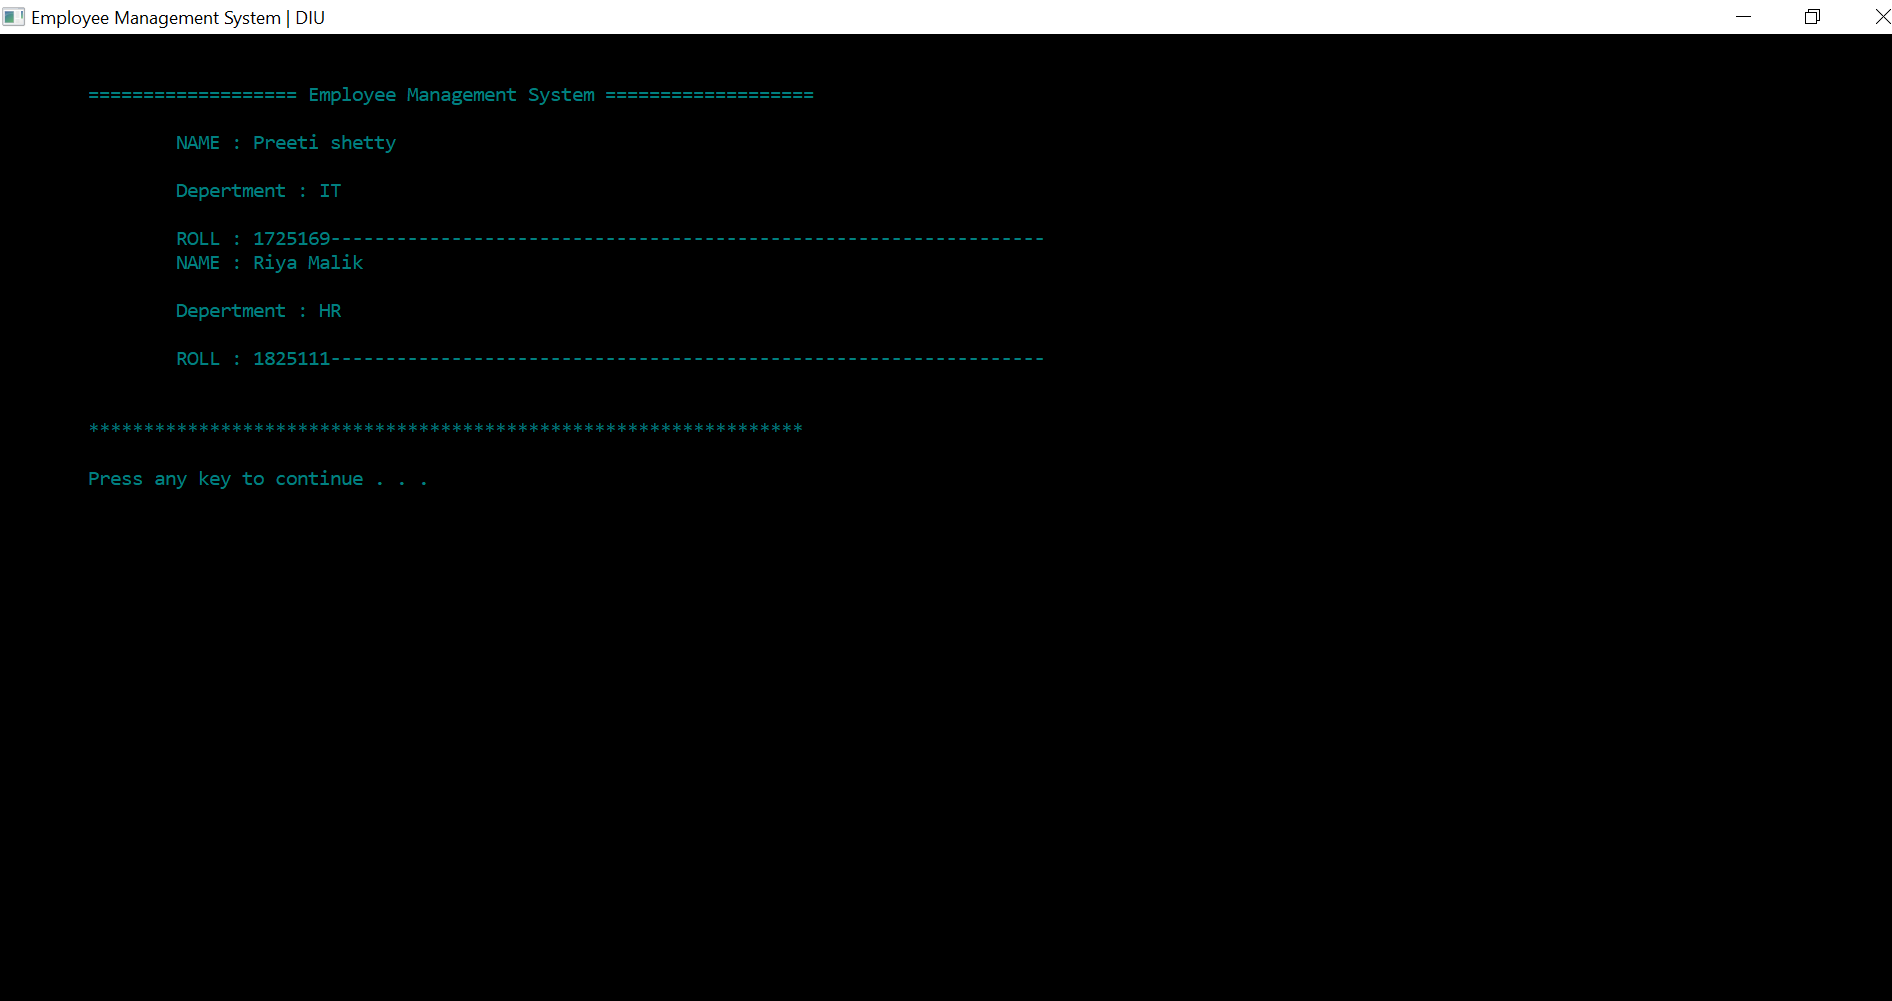 Employee Management System | DIU
=================== Employee Management System ===================
NAME : Preeti shetty
Depertment : IT
ROLL : 1725169-----------------------------------------------------------------
NAME : Riya Malik
Depertment : HR
ROLL : 1825111-----------------------------------------------------------------
*****************************************************************
Press any key to continue . . .